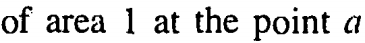 of area 1 at the point a